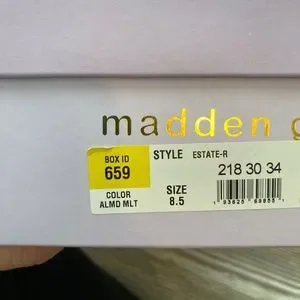 madden g
BOX ID
659
COLOR
ALMD MLT
STYLE ESTATE-R
218 30 34
SIZE
8.5